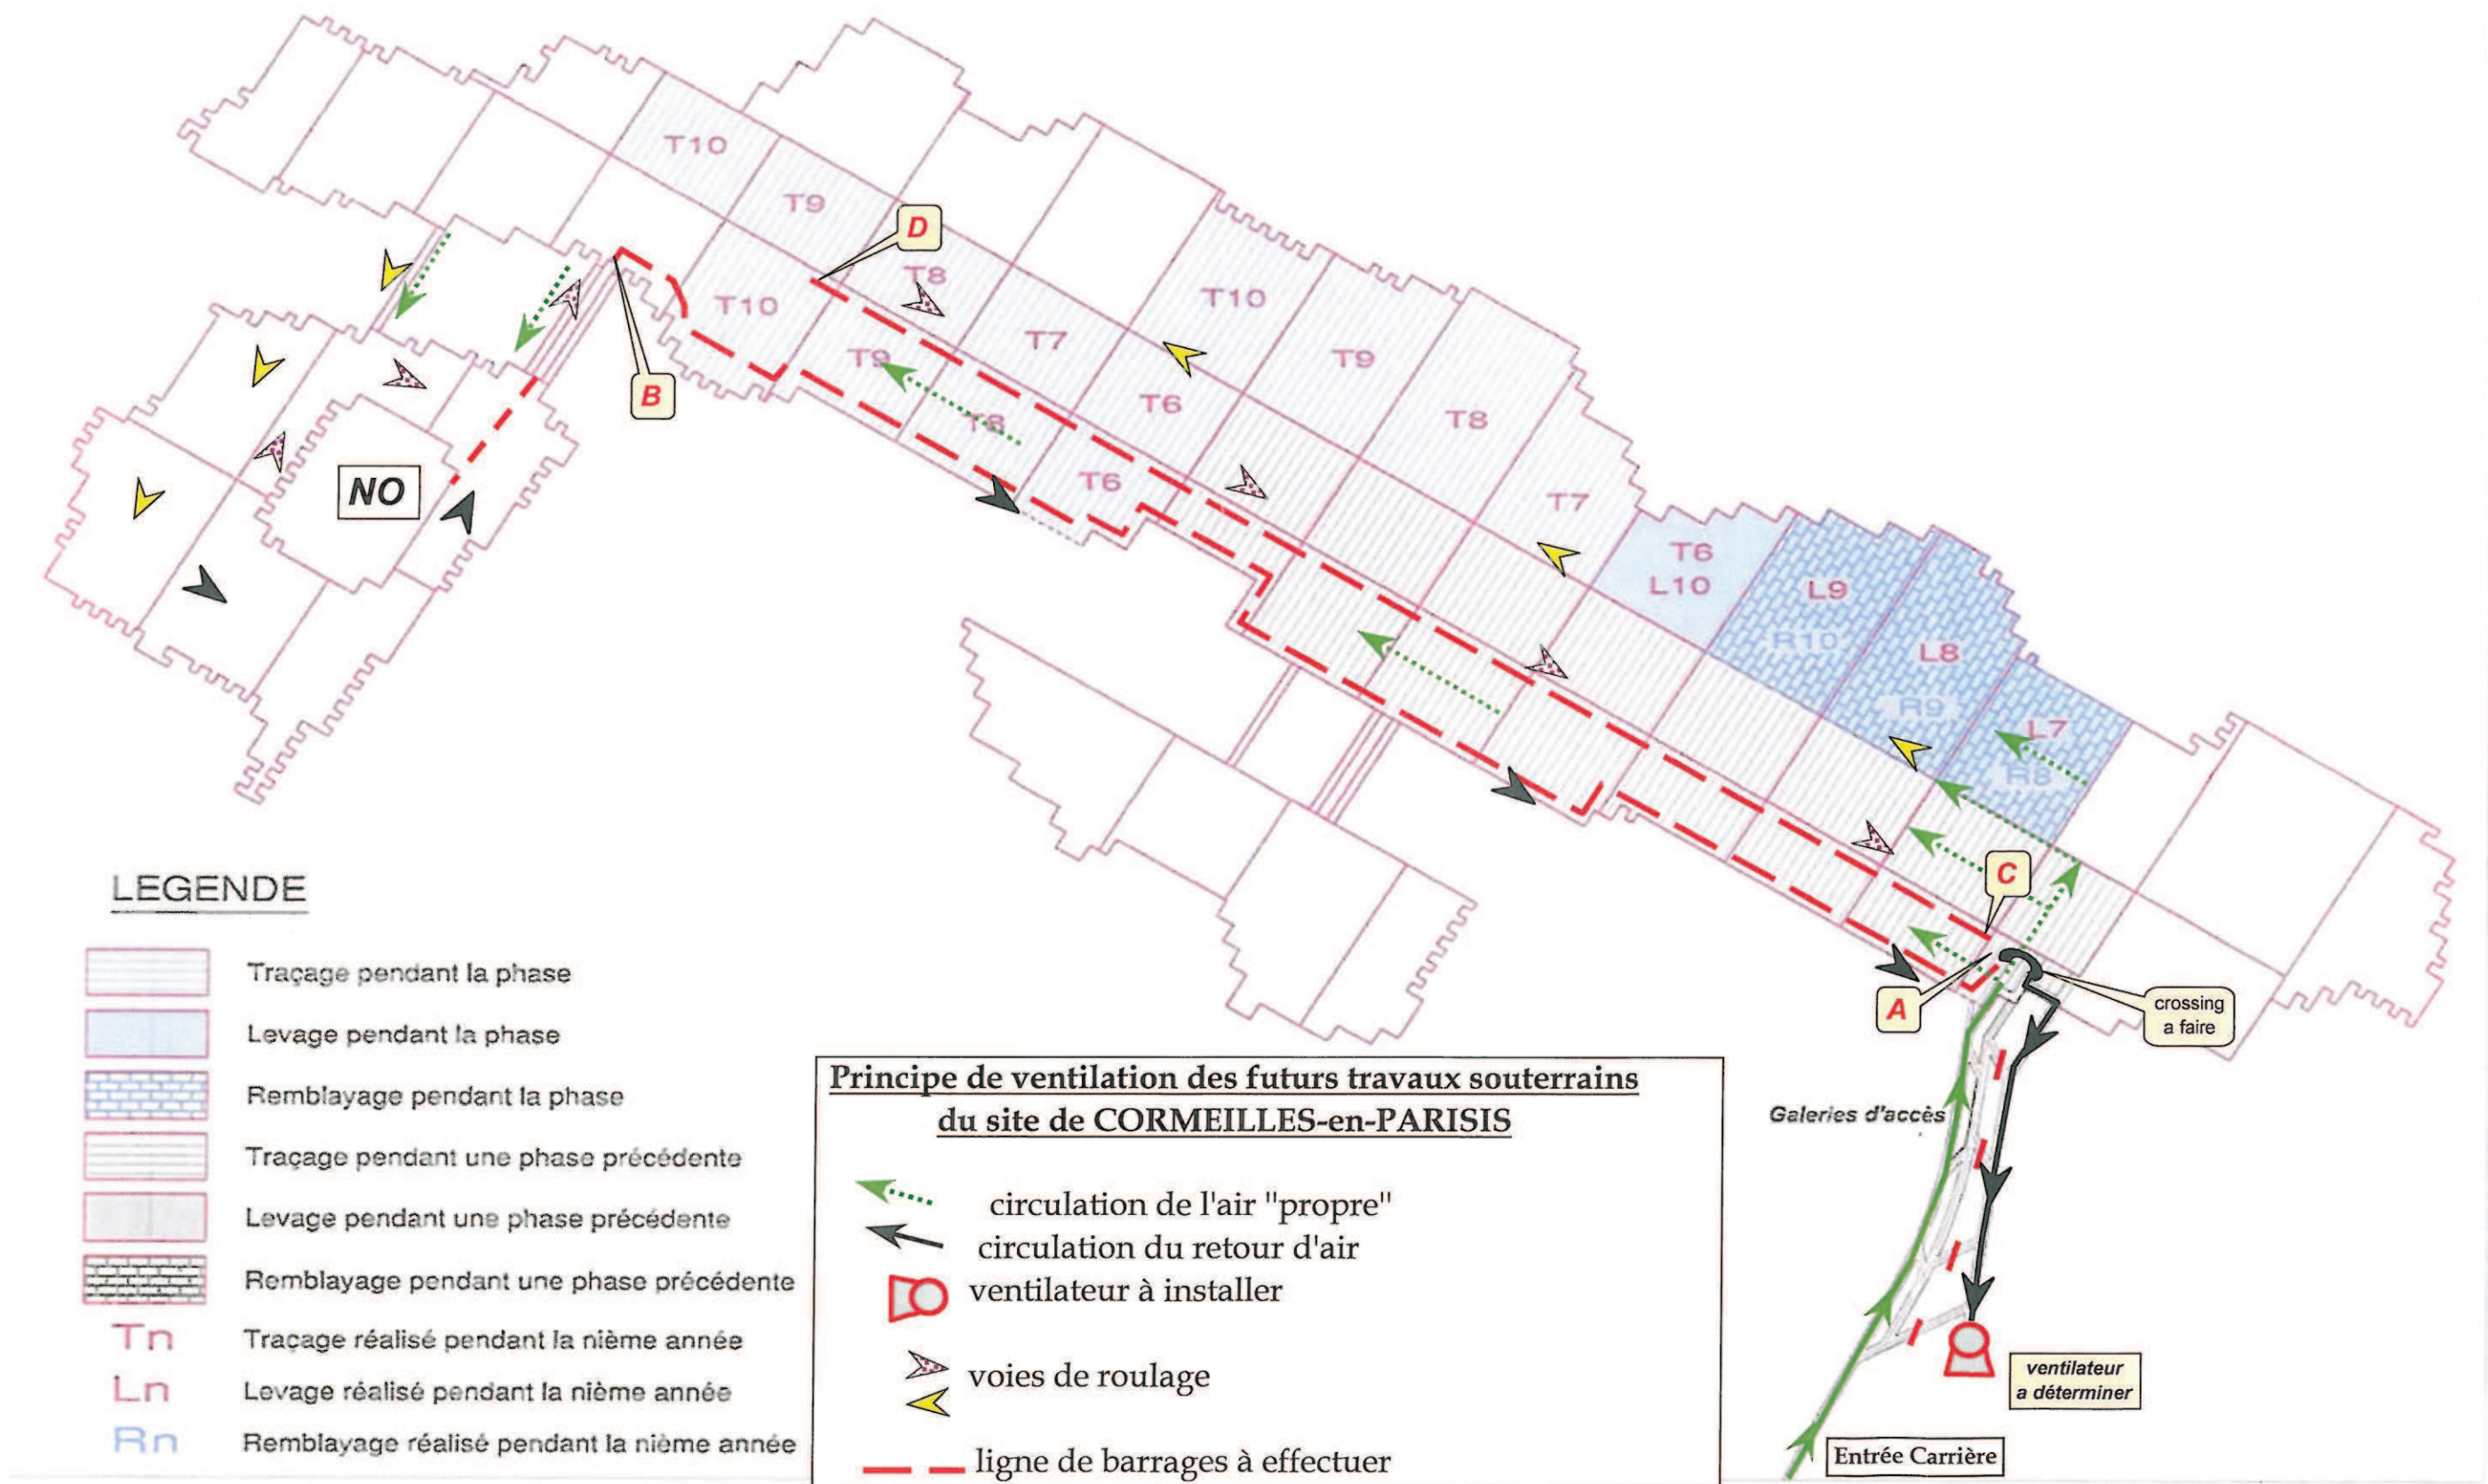 T10
T9
D
T8
T10
T10
T7
T9
T9
B
T6
T8
T8
T6
NO
T7
T6
L10
L9
R10
L8
R9
L7
R8
C
A
crossing
a faire
LEGENDE
Traçage pendant la phase
Levage pendant la phase
Remblayage pendant la phase
Traçage pendant une phase précédente
Levage pendant une phase précédente
Remblayage pendant une phase précédente
Tn Traçage réalisé pendant la nième année
Ln Levage réalisé pendant la nième année
Rn Remblayage réalisé pendant la nième année
Principe de ventilation des futurs travaux souterrains
du site de CORMEILLES-en-PARISIS
circulation de l'air "propre"
circulation du retour d'air
ventilateur à installer
voies de roulage
ligne de barrages à effectuer
Galeries d'accès
ventilateur
a déterminer
Entrée Carrière